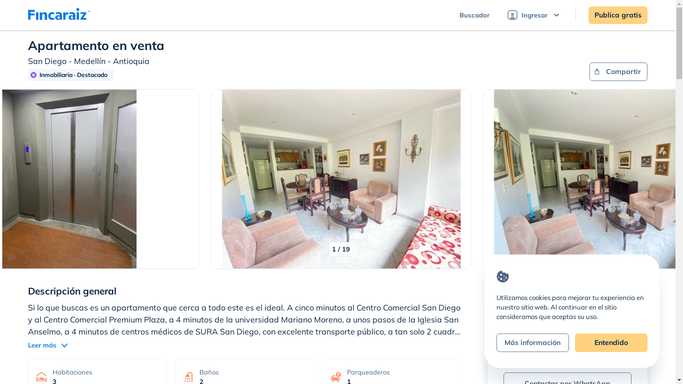 Fincaraiz
Buscador
Ingresar
Publica gratis
Apartamento en venta
San Diego - Medellín - Antioquia
Inmobiliaria · Destacado
Compartir
1 / 19
Descripción general
Si lo que buscas es un apartamento que cerca a todo este es el ideal. A cinco minutos al Centro Comercial San Diego
y al Centro Comercial Premium Plaza, a 4 minutos de la universidad Mariano Moreno, a unos pasos de la Iglesia San
Anselmo, a 4 minutos de centros médicos de SURA San Diego, con excelente transporte público, a tan solo 2 cuadr...
Leer más
Habitaciones
3
Baños
2
Parqueaderos
1
Utilizamos cookies para mejorar tu experiencia en
nuestro sitio web. Al continuar en el sitio
consideramos que aceptas su uso.
Más información
Entendido
Contactar por WhatsApp